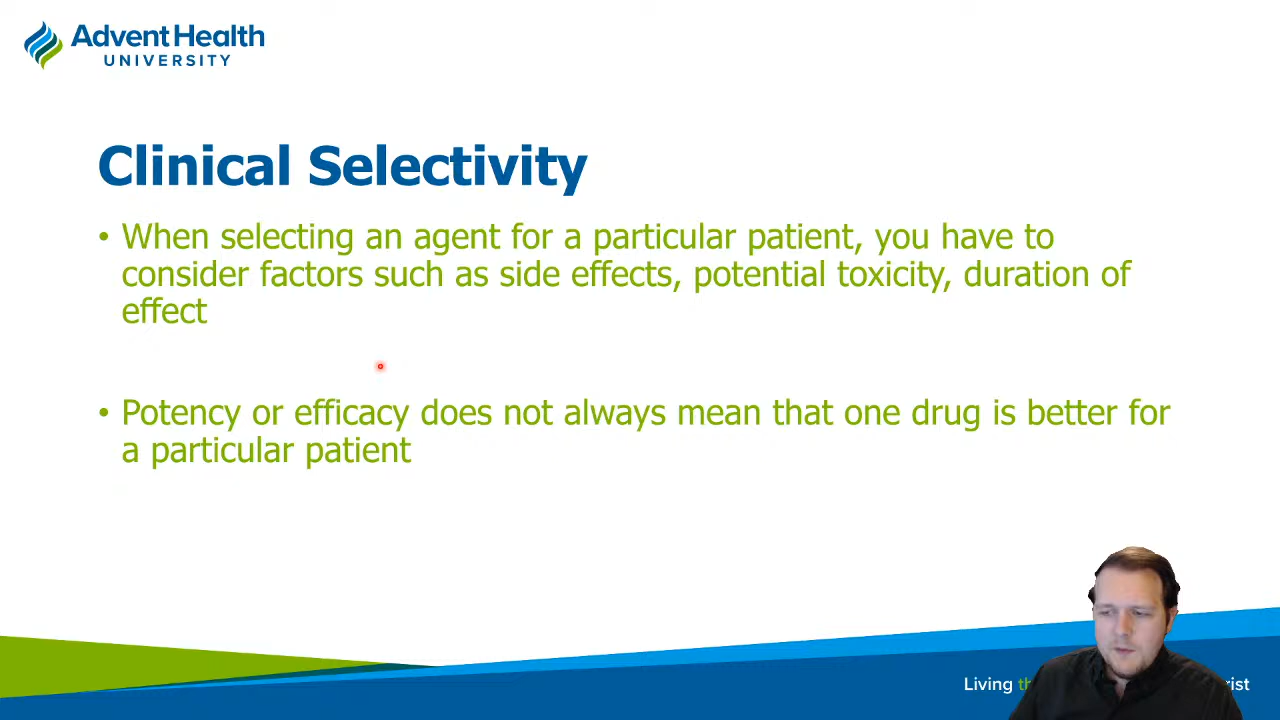 AdventHealth
UNIVERSITY
Clinical Selectivity
• When selecting an agent for a particular patient, you have to
consider factors such as side effects, potential toxicity, duration of
effect
• Potency or efficacy does not always mean that one drug is better for
a particular patient
Living